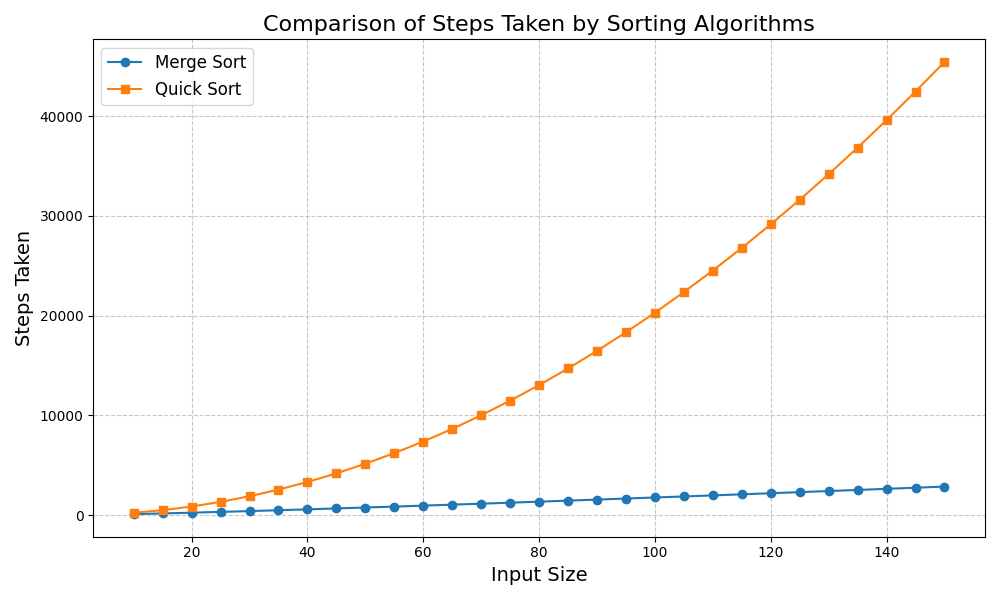 Comparison of Steps Taken by Sorting Algorithms
Merge Sort
Quick Sort
40000
30000
20000
10000
0
Steps Taken
20 40 60 80 100 120 140
Input Size